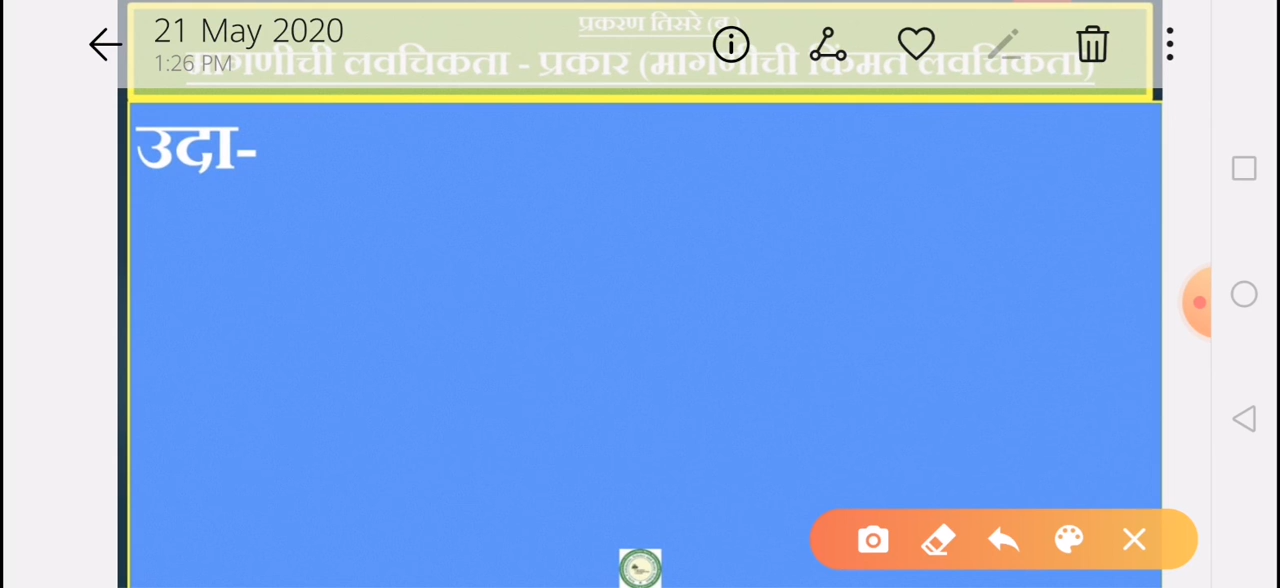 प्रकरण तिसरे (ब )
21 May 2020
मागणीची लवचिकता - प्रकार (मागणीची किंमत लवचिकता)
1:26 PM
उदा-